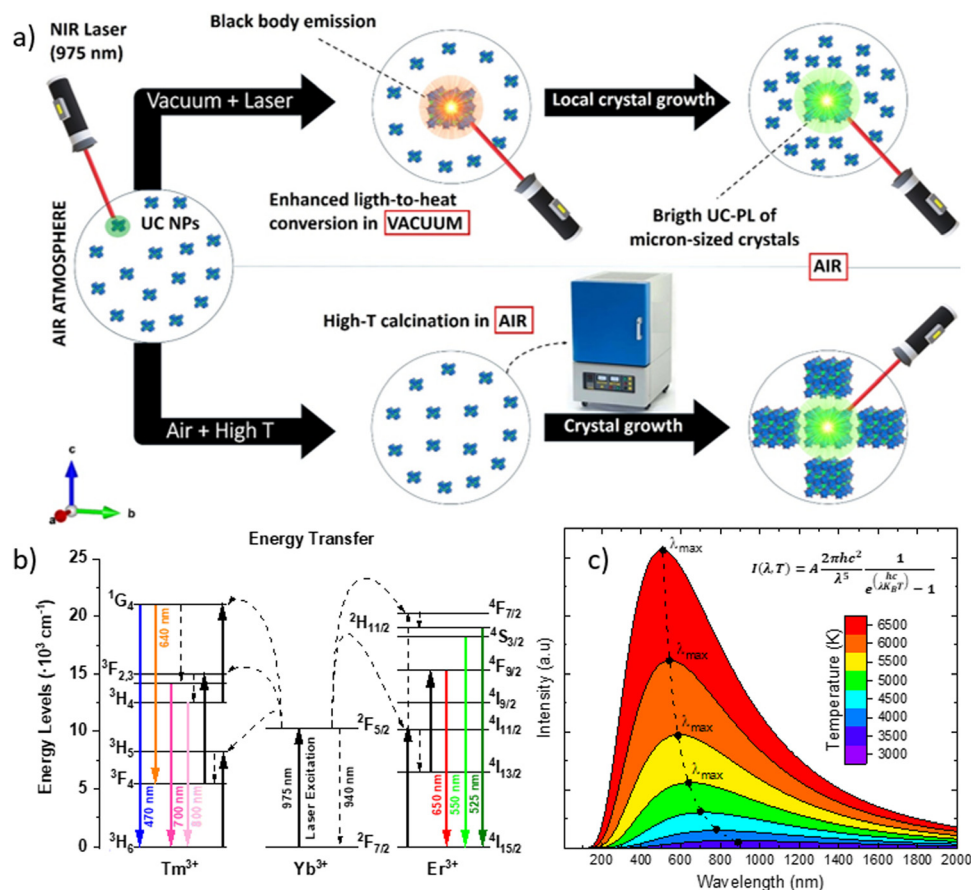 a)
NIR Laser
(975 nm)
Black body emission
Vacuum + Laser
Local crystal growth
UC NPs
Enhanced ligth-to-heat
conversion in VACUUM
Brigth UC-PL of
micron-sized crystals
AIR
AIR ATMOSPHERE
High-T calcination in AIR
Air + High T
Crystal growth
c
a
b
b)
Energy Transfer
Energy Levels (·10³ cm⁻¹)
25
20
15
10
5
0
¹G₄
³F₂,₃
³H₄
³H₅
³F₄
³H₆
470 nm
640 nm
700 nm
800 nm
Tm³⁺
975 nm
Laser Excitation
940 nm
²F₅/₂
²F₇/₂
Yb³⁺
²H₁₁/₂
⁴F₇/₂
⁴S₃/₂
⁴F₉/₂
⁴I₉/₂
⁴I₁₁/₂
⁴I₁₃/₂
⁴I₁₅/₂
650 nm
550 nm
525 nm
Er³⁺
c)
λmax
λmax
λmax
λmax
I(λ,T) = A 2πhc²/λ⁵ 1/(e^(hc/λK_BT) − 1)
Intensity (a.u)
Temperature (K)
6500
6000
5500
5000
4500
4000
3500
3000
200 400 600 800 1000 1200 1400 1600 1800 2000
Wavelength (nm)